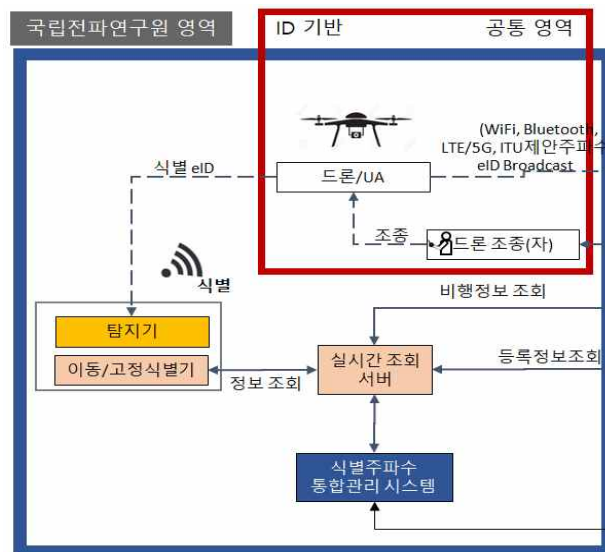 국립전파연구원 영역
ID 기반 공통 영역
(WiFi, Bluetooth,
LTE/5G, ITU제안주파수
eID Broadcast
식별 eID
드론/UA
조종
드론 조종(자)
식별
비행정보 조회
탐지기
이동/고정식별기
정보 조회
실시간 조회
서버
등록정보조회
식별주파수
통합관리 시스템